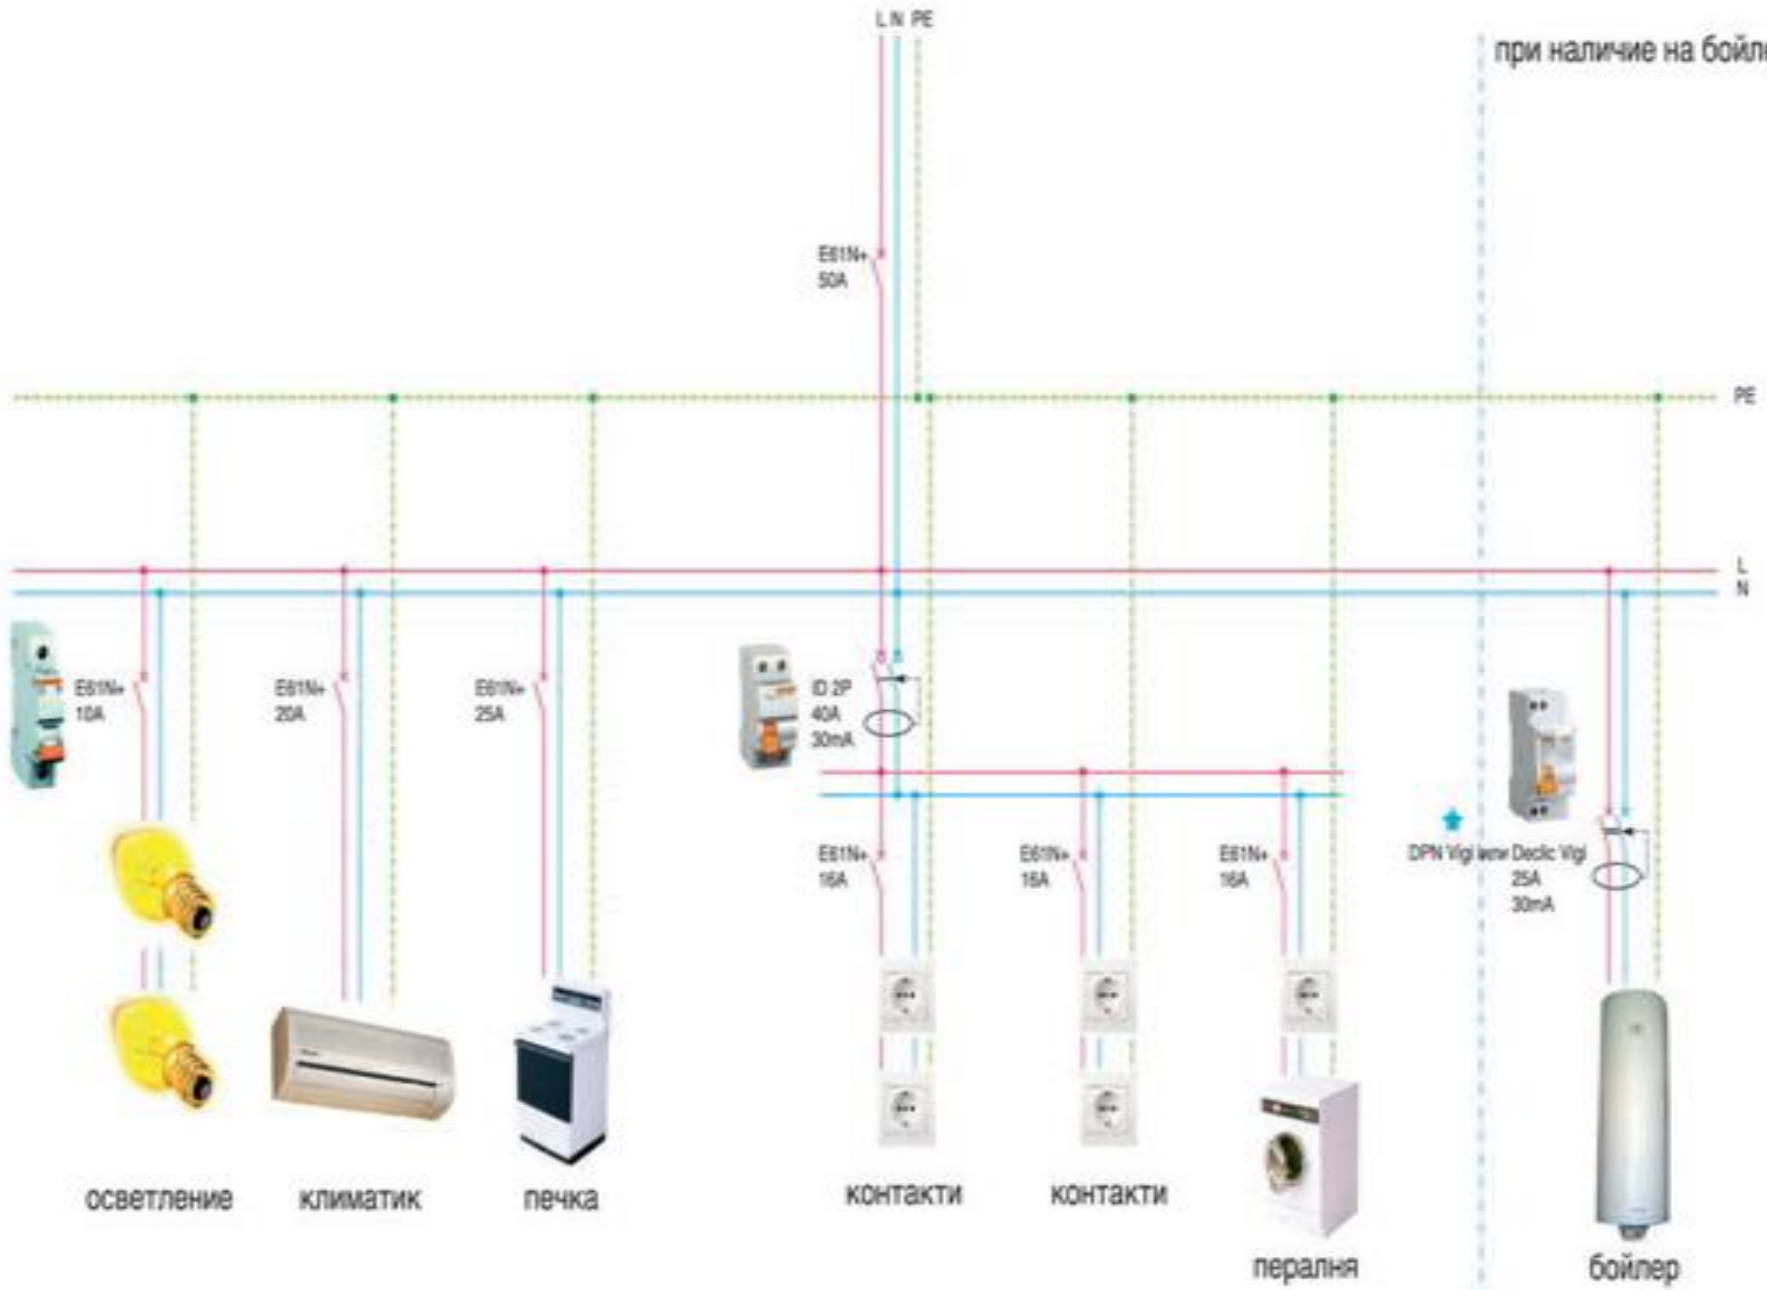 L N PE
при наличие на бойле
E61N+
50A
PE
L
N
E61N+
10A
E61N+
20A
E61N+
25A
ID 2P
40A
30mA
E61N+
16A
E61N+
16A
E61N+
16A
DPN Vigi или Declic Vigi
25A
30mA
осветление
климатик
печка
контакти
контакти
пералня
бойлер